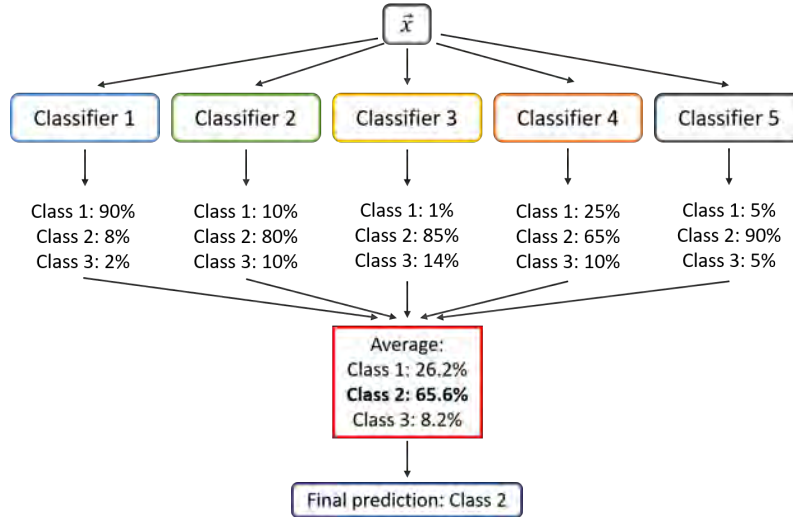 x⃗
Classifier 1
Classifier 2
Classifier 3
Classifier 4
Classifier 5
Class 1: 90%
Class 2: 8%
Class 3: 2%
Class 1: 10%
Class 2: 80%
Class 3: 10%
Class 1: 1%
Class 2: 85%
Class 3: 14%
Class 1: 25%
Class 2: 65%
Class 3: 10%
Class 1: 5%
Class 2: 90%
Class 3: 5%
Average:
Class 1: 26.2%
Class 2: 65.6%
Class 3: 8.2%
Final prediction: Class 2